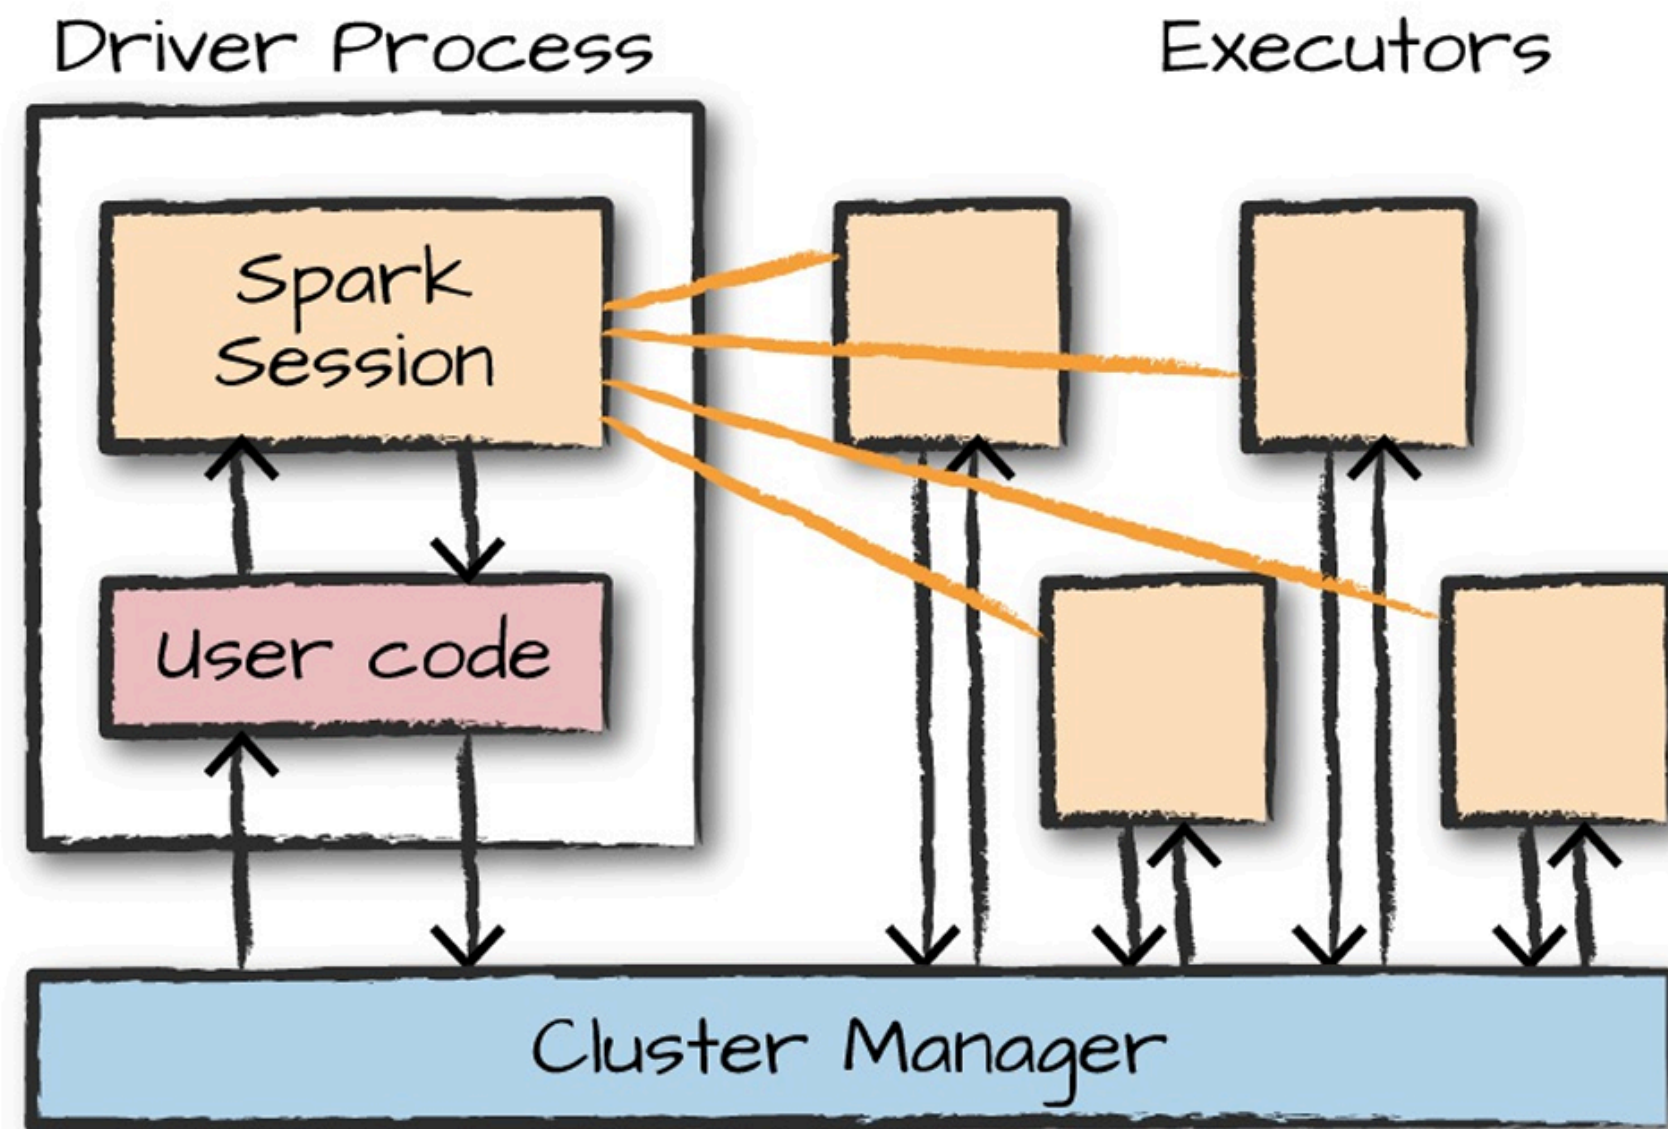 Driver Process
Executors
Spark
Session
User code
Cluster Manager